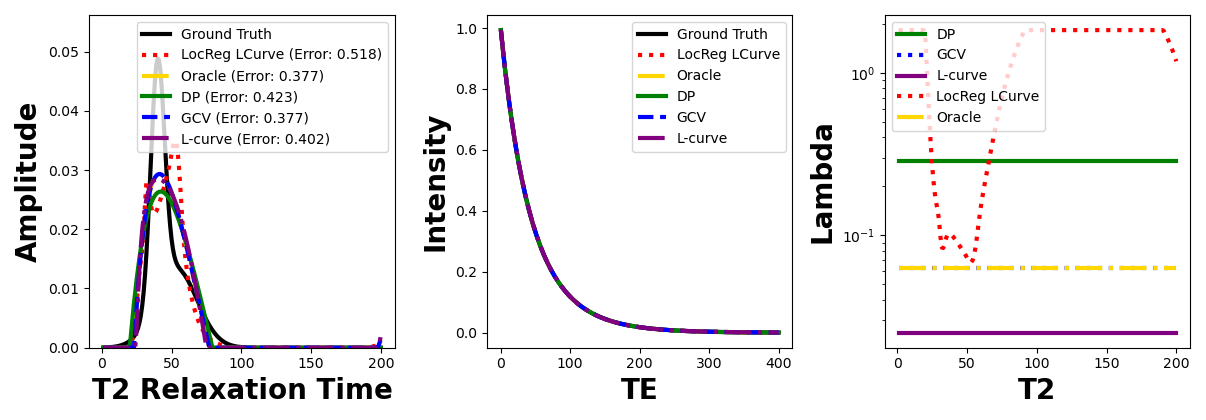 Amplitude
0.05
0.04
0.03
0.02
0.01
0.00
Ground Truth
LocReg LCurve (Error: 0.518)
Oracle (Error: 0.377)
DP (Error: 0.423)
GCV (Error: 0.377)
L-curve (Error: 0.402)
0 50 100 150 200
T2 Relaxation Time
Intensity
1.0
0.8
0.6
0.4
0.2
0.0
Ground Truth
LocReg LCurve
Oracle
DP
GCV
L-curve
0 100 200 300 400
TE
Lambda
10⁰
10⁻¹
DP
GCV
L-curve
LocReg LCurve
Oracle
0 50 100 150 200
T2